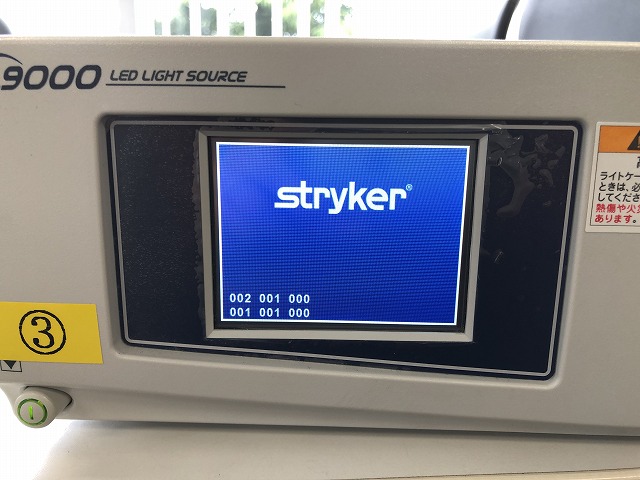 9000 LED LIGHT SOURCE
stryker®
002 001 000
001 001 000
③
ライトケー
ときは、必
してくださ
熱傷や火
あります。